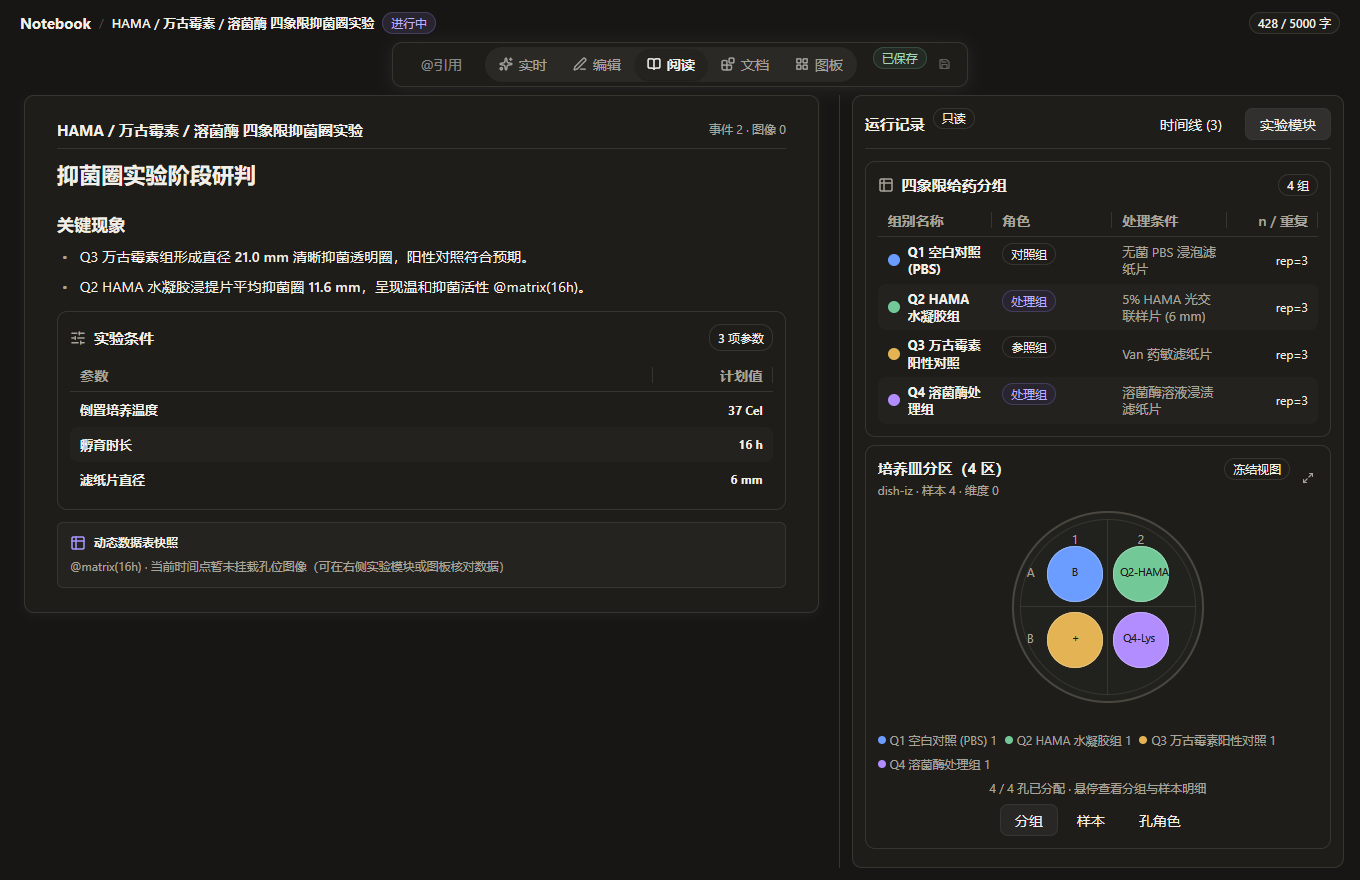 Notebook / HAMA / 万古霉素 / 溶菌酶 四象限抑菌圈实验 进行中
428 / 5000 字
@引用 实时 编辑 阅读 文档 图板 已保存
HAMA / 万古霉素 / 溶菌酶 四象限抑菌圈实验
事件 2 · 图像 0
抑菌圈实验阶段研判
关键现象
• Q3 万古霉素组形成直径 21.0 mm 清晰抑菌透明圈，阳性对照符合预期。
• Q2 HAMA 水凝胶浸提片平均抑菌圈 11.6 mm，呈现温和抑菌活性 @matrix(16h)。
实验条件
3 项参数
参数 计划值
倒置培养温度 37 Cel
孵育时长 16 h
滤纸片直径 6 mm
动态数据表快照
@matrix(16h) · 当前时间点暂未挂载孔位图像（可在右侧实验模块或图板核对数据）
运行记录 只读
时间线 (3) 实验模块
四象限给药分组
4 组
组别名称 角色 处理条件 n / 重复
Q1 空白对照
(PBS)
对照组
无菌 PBS 浸泡滤
纸片
rep=3
Q2 HAMA
水凝胶组
处理组
5% HAMA 光交
联样片 (6 mm)
rep=3
Q3 万古霉素
阳性对照
参照组
Van 药敏滤纸片
rep=3
Q4 溶菌酶处
理组
处理组
溶菌酶溶液浸渍
滤纸片
rep=3
培养皿分区（4 区）
冻结视图
dish-iz · 样本 4 · 维度 0
1 2
A B Q2-HAMA
B + Q4-Lys
Q1 空白对照 (PBS) 1 Q2 HAMA 水凝胶组 1 Q3 万古霉素阳性对照 1
Q4 溶菌酶处理组 1
4 / 4 孔已分配 · 悬停查看分组与样本明细
分组 样本 孔角色